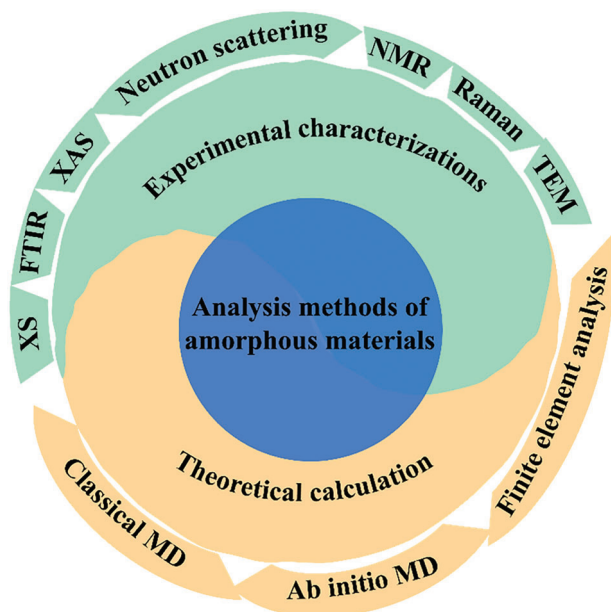 XS
FTIR
XAS
Neutron scattering
NMR
Raman
TEM
Experimental characterizations
Analysis methods of
amorphous materials
Theoretical calculation
Classical MD
Ab initio MD
Finite element analysis